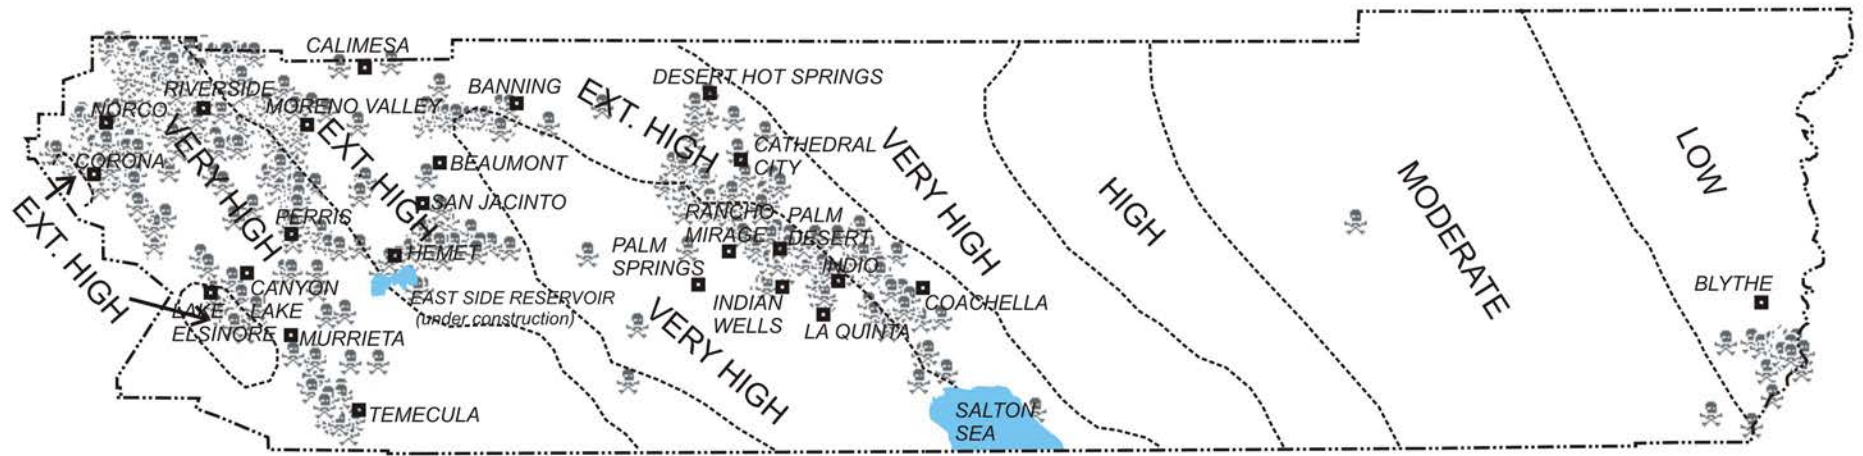 CALIMESA
RIVERSIDE
NORCO
MORENO VALLEY
BANNING
DESERT HOT SPRINGS
CORONA
VERY HIGH
EXT. HIGH
BEAUMONT
EXT. HIGH
CATHEDRAL
CITY
VERY HIGH
HIGH
MODERATE
LOW
EXT. HIGH
PERRIS
SAN JACINTO
HEMET
RANCHO
MIRAGE
PALM
DESERT
PALM
SPRINGS
INDIO
CANYON
LAKE
LAKE
ELSINORE
MURRIETA
EAST SIDE RESERVOIR
(under construction)
VERY HIGH
INDIAN
WELLS
LA QUINTA
COACHELLA
BLYTHE
TEMECULA
SALTON
SEA